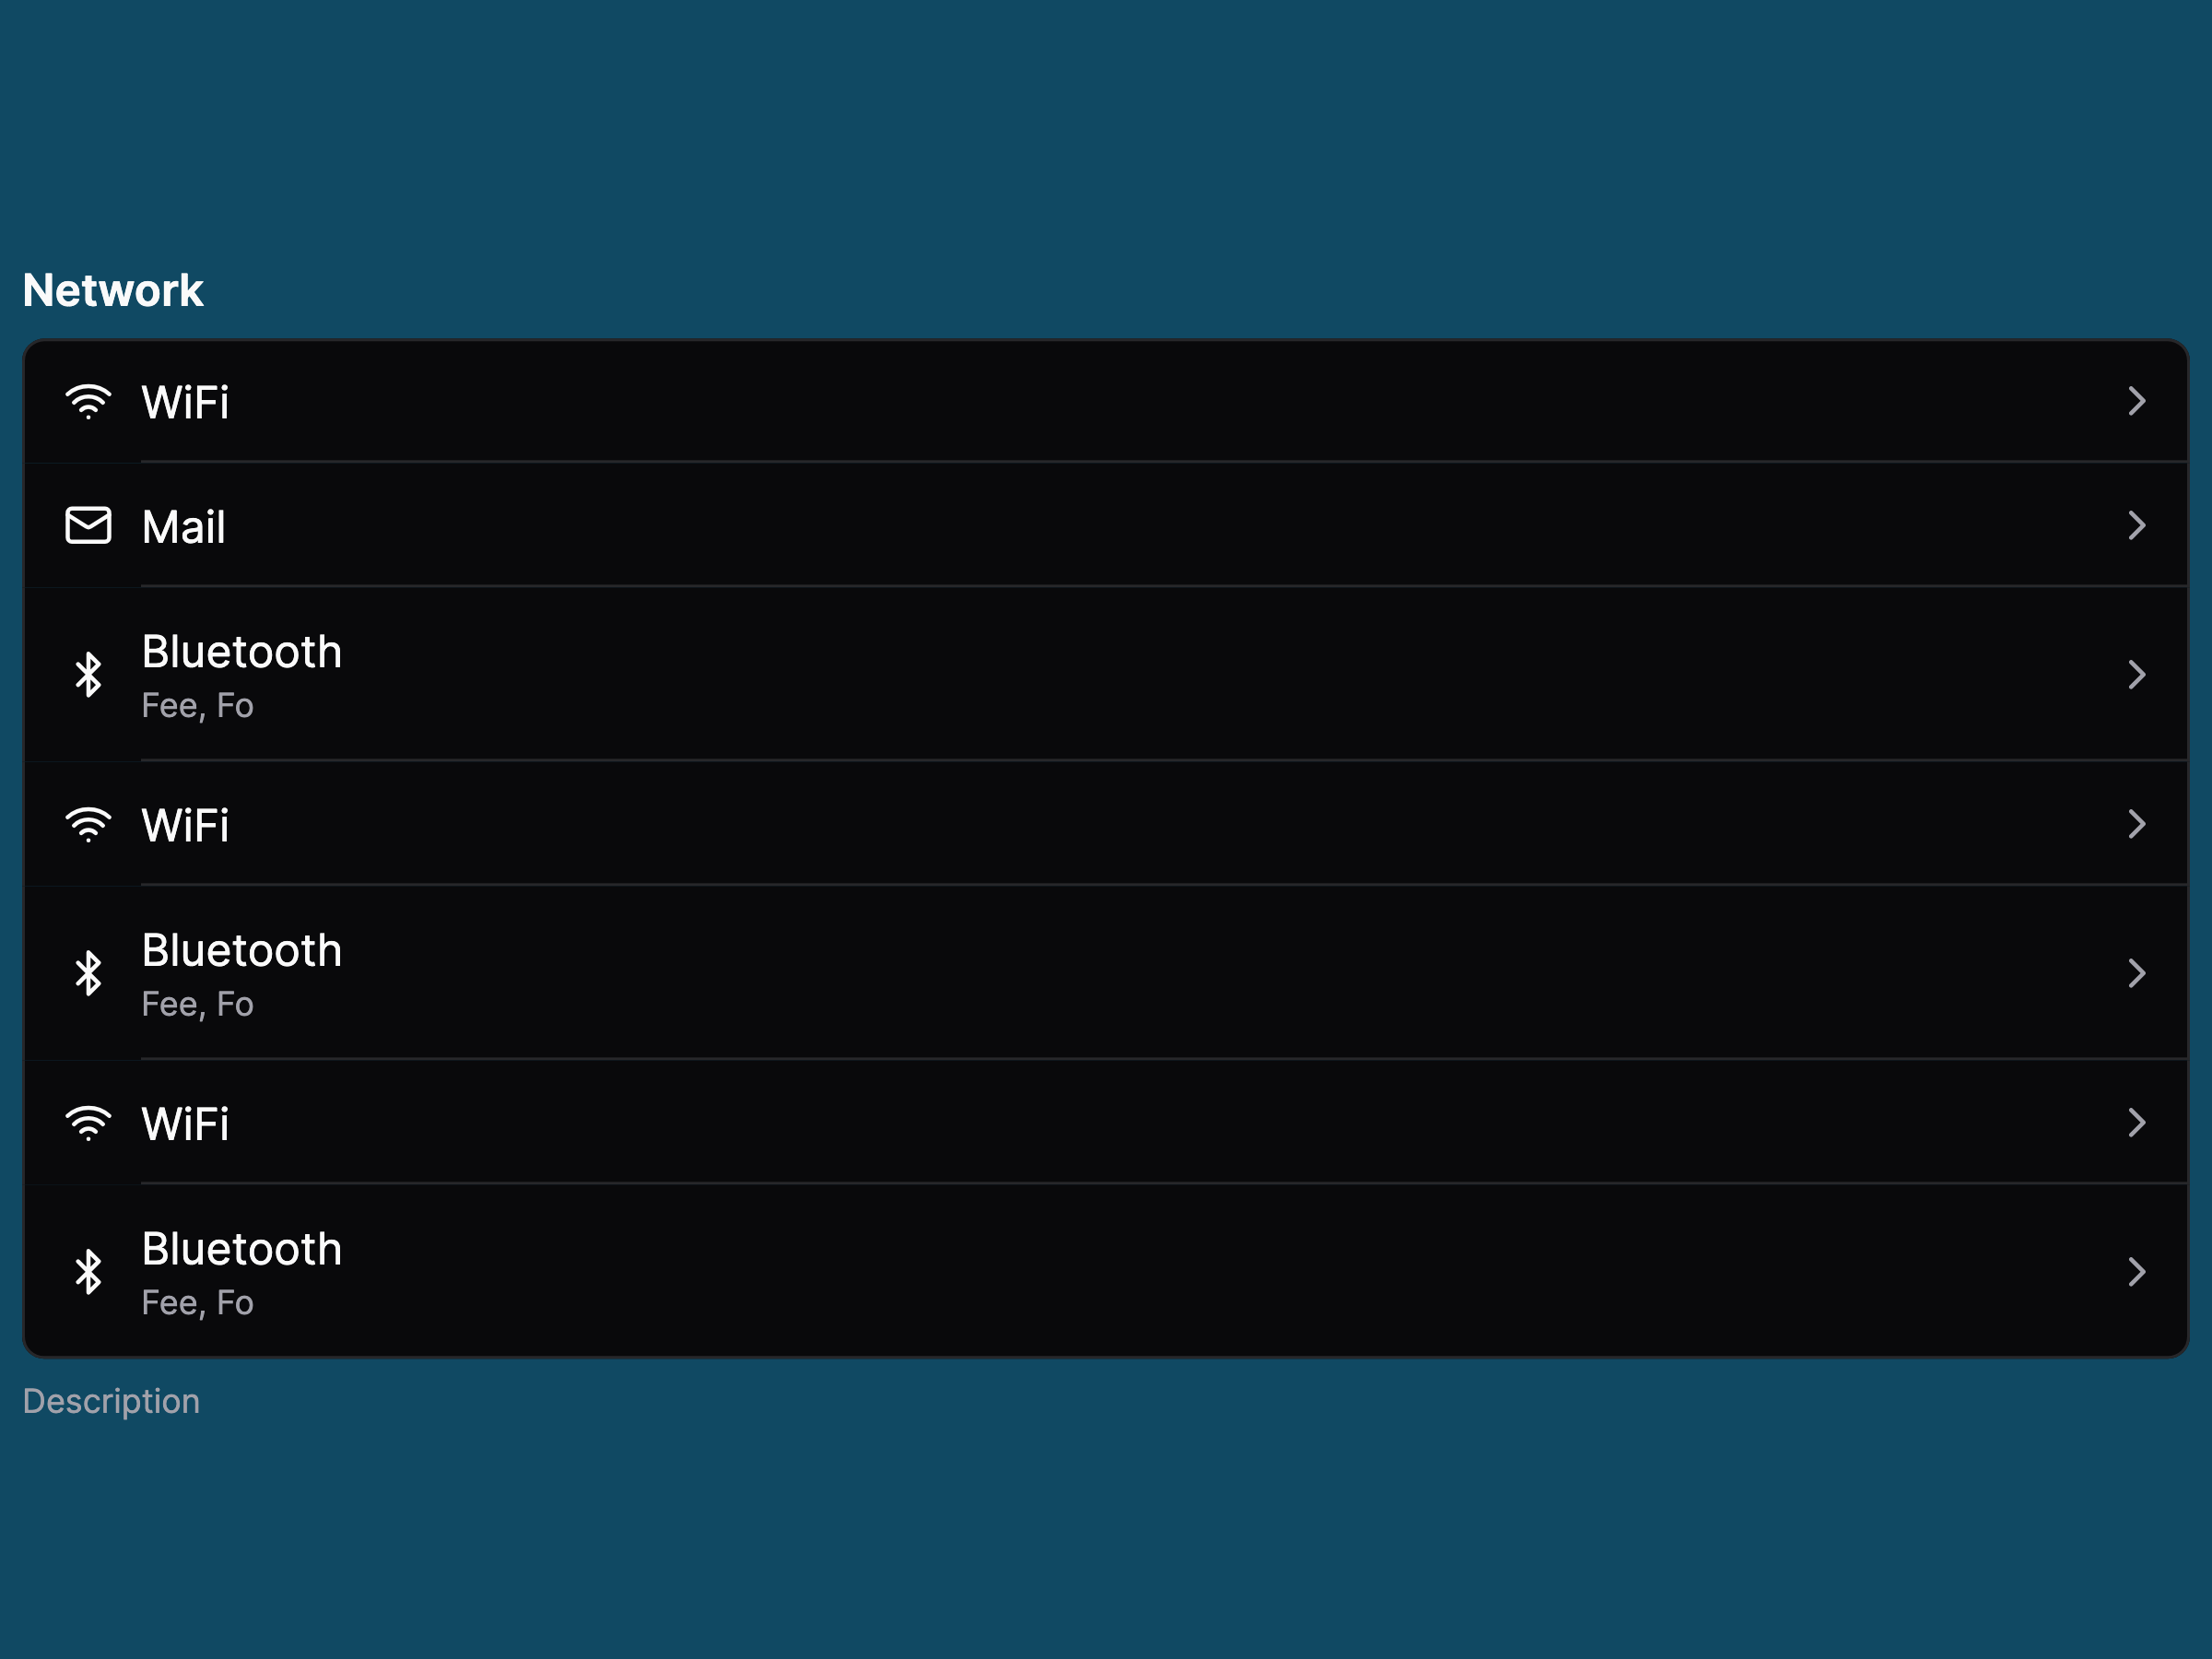 Network
WiFi
Mail
Bluetooth
Fee, Fo
WiFi
Bluetooth
Fee, Fo
WiFi
Bluetooth
Fee, Fo
Description